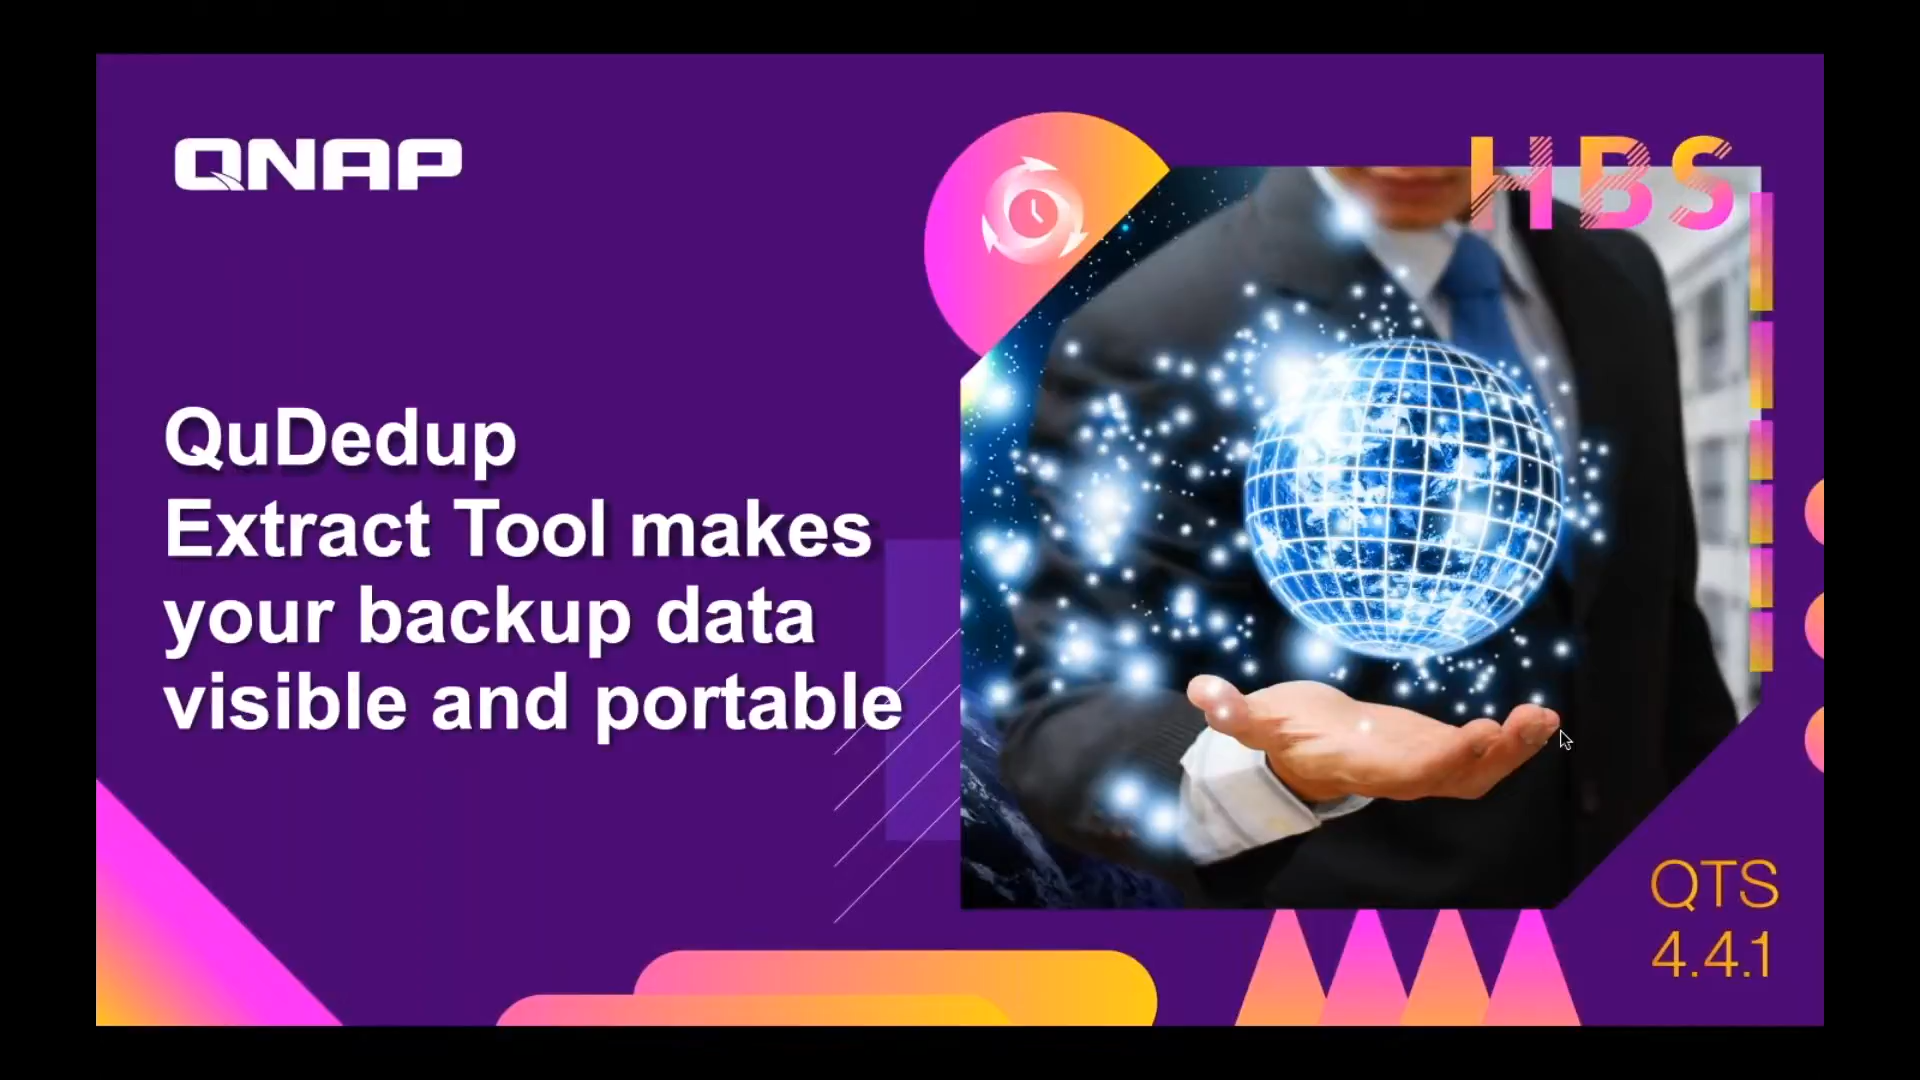 QNAP
HBS
QuDedup
Extract Tool makes
your backup data
visible and portable
QTS
4.4.1